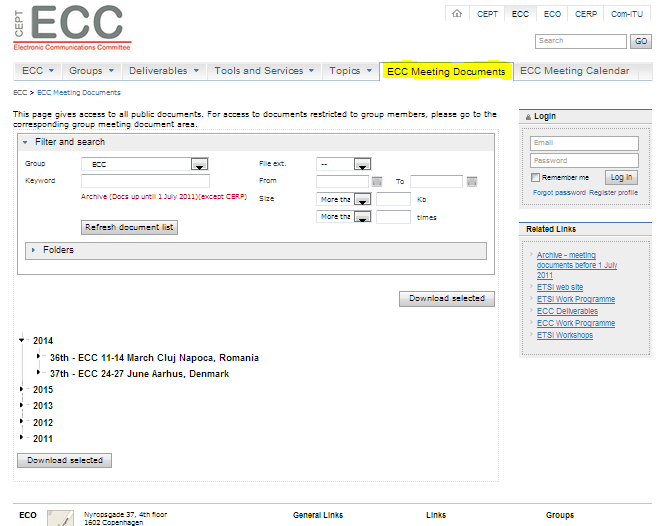 CEPT
ECC
Electronic Communications Committee
CEPT ECC ECO CERP Com-ITU
Search GO
ECC Groups Deliverables Tools and Services Topics ECC Meeting Documents ECC Meeting Calendar
ECC > ECC Meeting Documents
This page gives access to all public documents. For access to documents restricted to group members, please go to the
corresponding group meeting document area.
Filter and search
Group ECC File ext. --
Keyword From To
Archive (Docs up until 1 July 2011)(except CERP) Size More tha Kb
More tha times
Refresh document list
Folders
Download selected
2014
36th - ECC 11-14 March Cluj Napoca, Romania
37th - ECC 24-27 June Aarhus, Denmark
2015
2013
2012
2011
Download selected
Login
Email
Password
Remember me Log in
Forgot password Register profile
Related Links
Archive - meeting
documents before 1 July
2011
ETSI web site
ETSI Work Programme
ECC Deliverables
ECC Work Programme
ETSI Workshops
ECO Nyropsgade 37, 4th floor General Links Links Groups
1602 Copenhagen